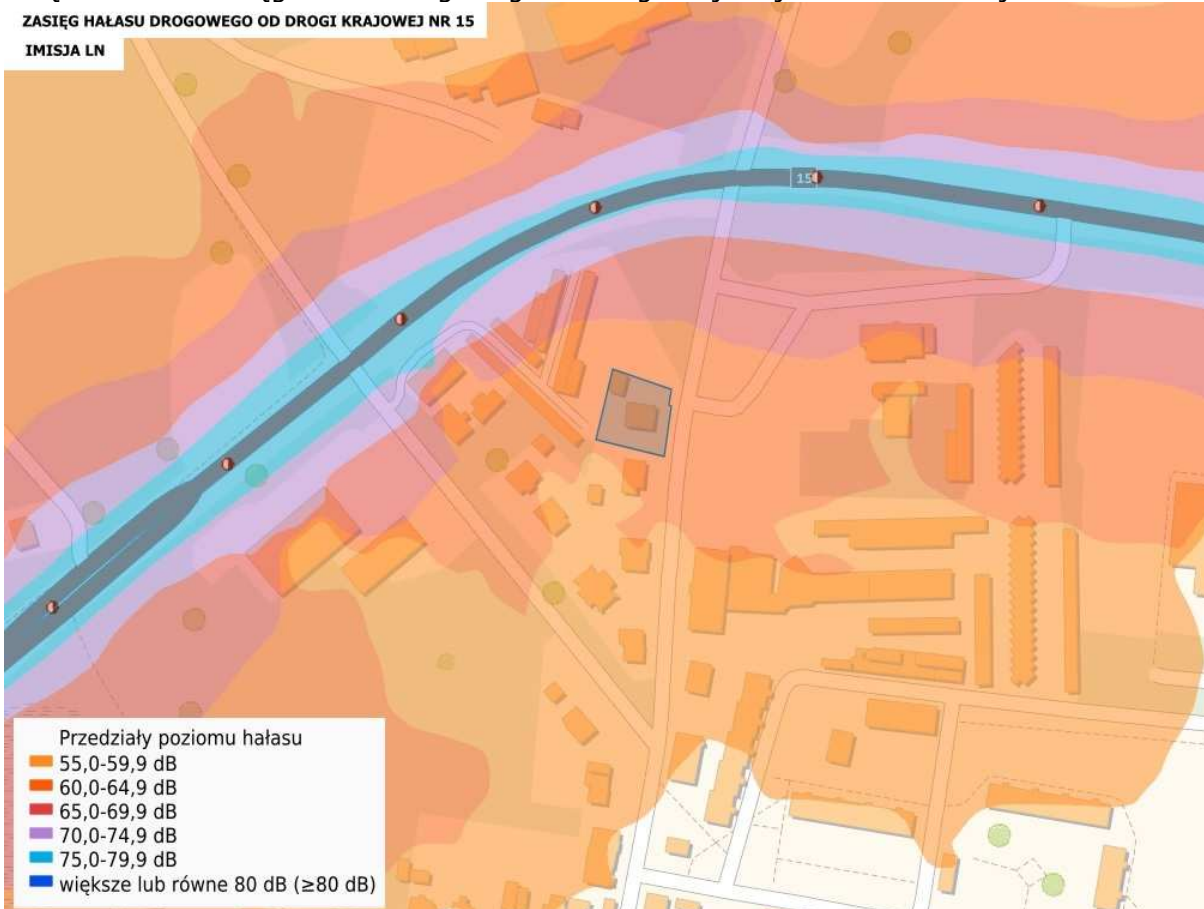 ZASIĘG HAŁASU DROGOWEGO OD DROGI KRAJOWEJ NR 15
IMISJA LN
15
Przedziały poziomu hałasu
55,0-59,9 dB
60,0-64,9 dB
65,0-69,9 dB
70,0-74,9 dB
75,0-79,9 dB
większe lub równe 80 dB (≥80 dB)